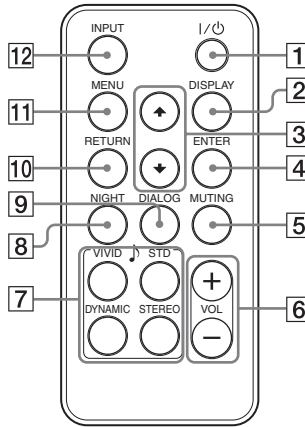 INPUT
I/⏻
12
1
MENU
DISPLAY
2
11
3
RETURN
ENTER
10
4
9
NIGHT
DIALOG
MUTING
5
8
VIVID
♪
STD
7
DYNAMIC
STEREO
+
VOL
−
6